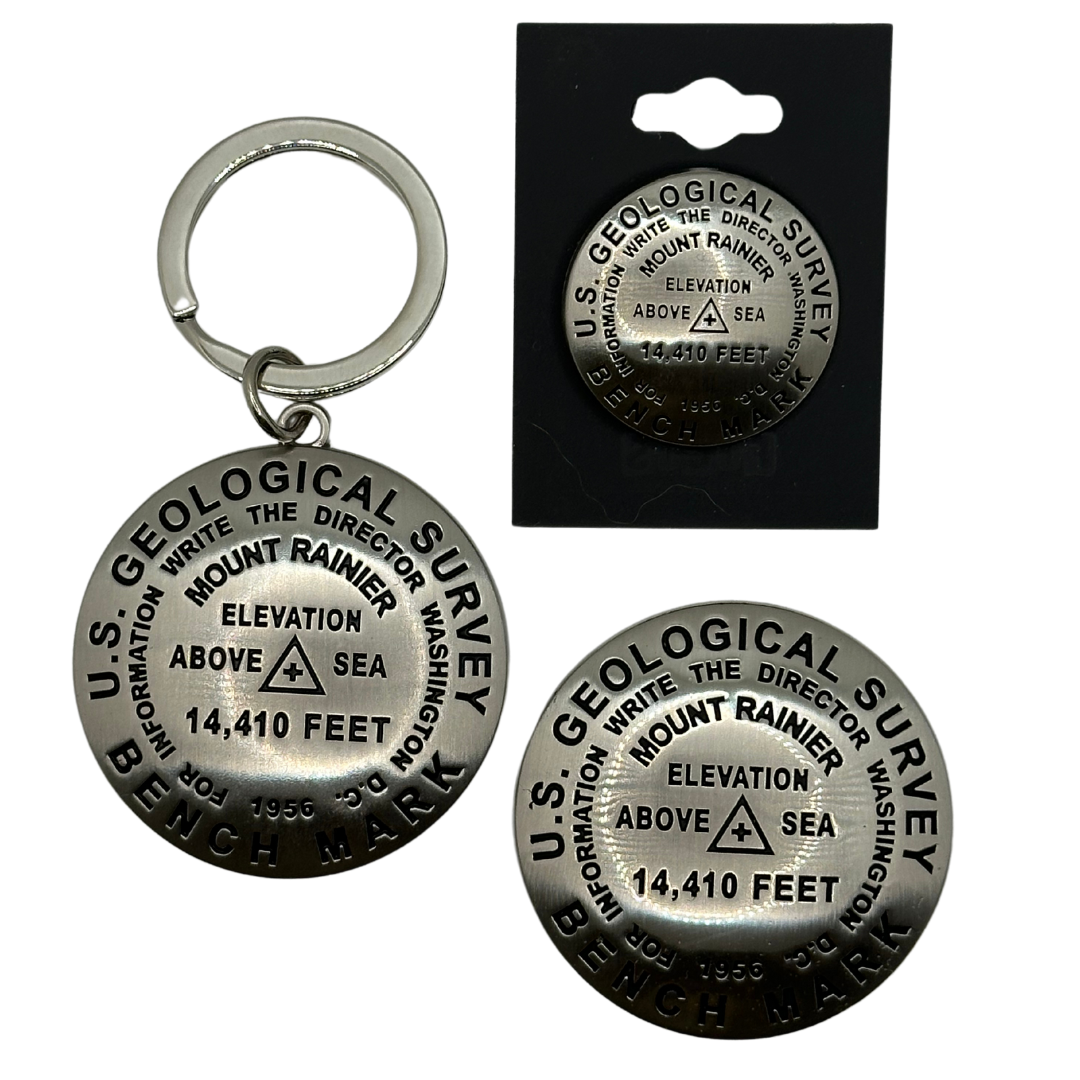 U.S. GEOLOGICAL SURVEY
FOR INFORMATION WRITE THE DIRECTOR WASHINGTON D.C.
MOUNT RAINIER
ELEVATION
ABOVE SEA
14,410 FEET
1956
BENCH MARK
U.S. GEOLOGICAL SURVEY
FOR INFORMATION WRITE THE DIRECTOR WASHINGTON D.C.
MOUNT RAINIER
ELEVATION
ABOVE SEA
14,410 FEET
1956
BENCH MARK
U.S. GEOLOGICAL SURVEY
FOR INFORMATION WRITE THE DIRECTOR WASHINGTON D.C.
MOUNT RAINIER
ELEVATION
ABOVE SEA
14,410 FEET
1956
BENCH MARK